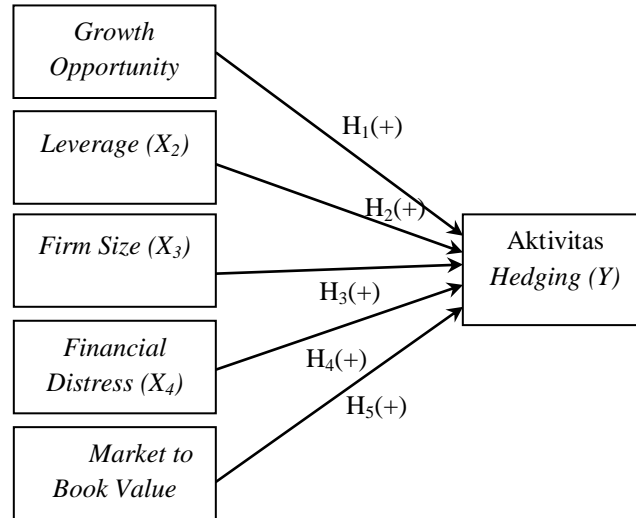 Growth
Opportunity
H₁(+)
Leverage (X₂)
H₂(+)
Firm Size (X₃)
Aktivitas
Hedging (Y)
H₃(+)
Financial
Distress (X₄)
H₄(+)
H₅(+)
Market to
Book Value